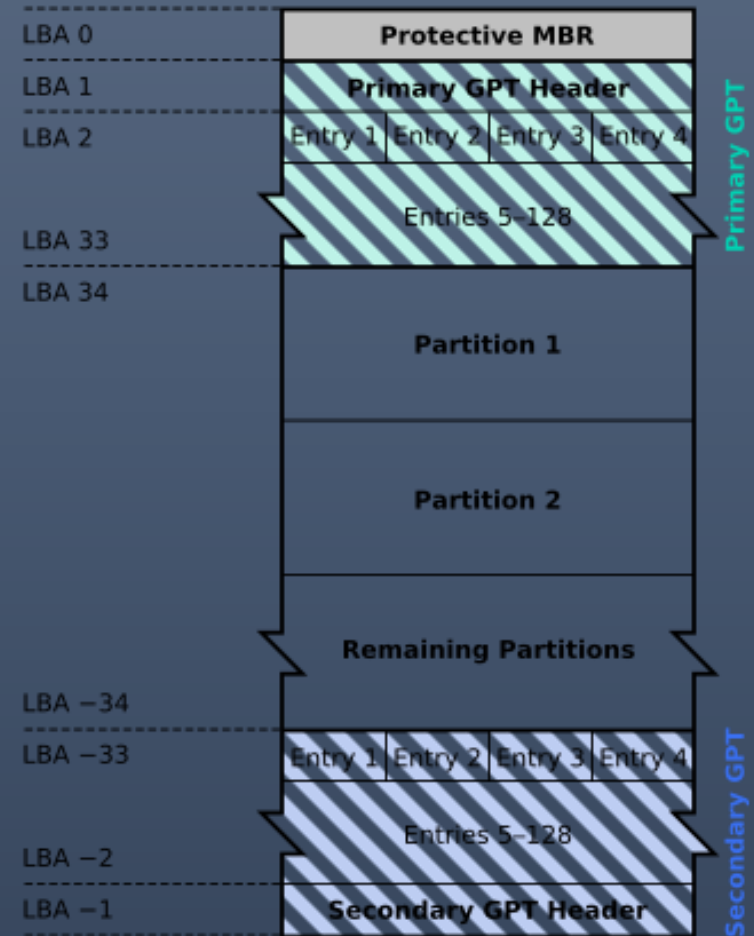 LBA 0
Protective MBR
LBA 1
Primary GPT Header
LBA 2
Entry 1 Entry 2 Entry 3 Entry 4
Entries 5–128
LBA 33
Primary GPT
LBA 34
Partition 1
Partition 2
Remaining Partitions
LBA −34
LBA −33
Entry 1 Entry 2 Entry 3 Entry 4
Entries 5–128
LBA −2
LBA −1
Secondary GPT Header
Secondary GPT